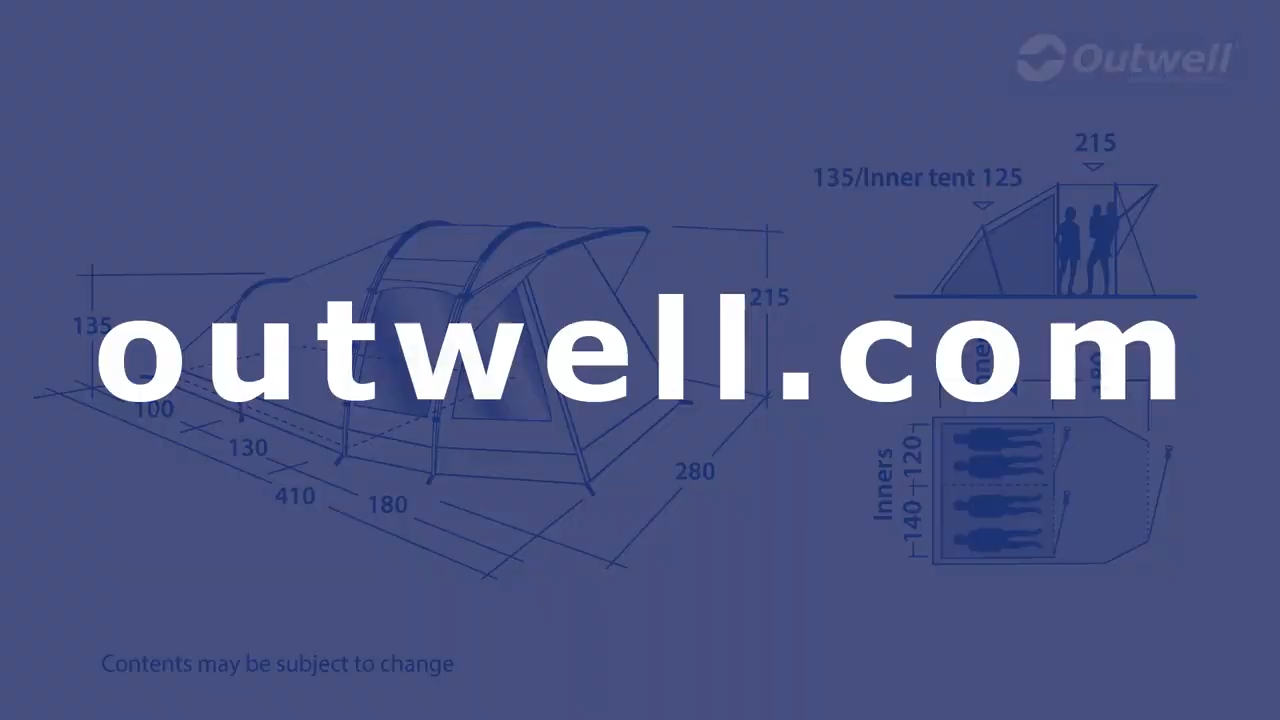 Outwell
215
135/Inner tent 125
215
135
outwell.com
100
130
410
180
280
Inners
140
120
Contents may be subject to change